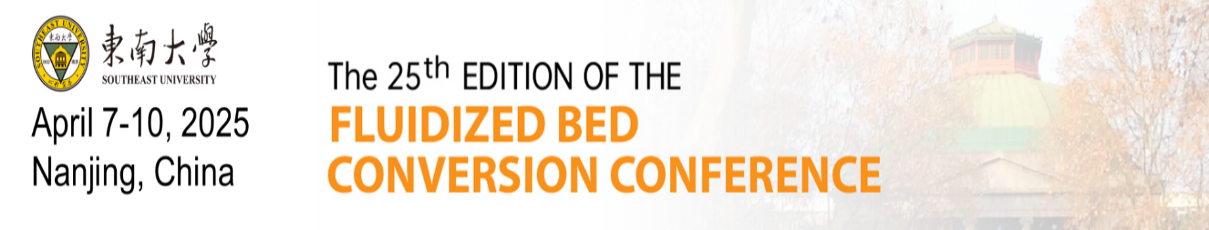 東南大學
SOUTHEAST UNIVERSITY
April 7-10, 2025
Nanjing, China
The 25th EDITION OF THE
FLUIDIZED BED
CONVERSION CONFERENCE